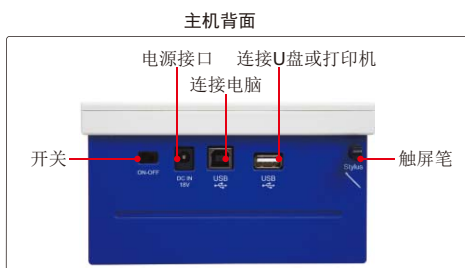 主机背面
电源接口 连接U盘或打印机
连接电脑
开关
触屏笔
ON-OFF
DC IN
18V
USB
USB
Stylus